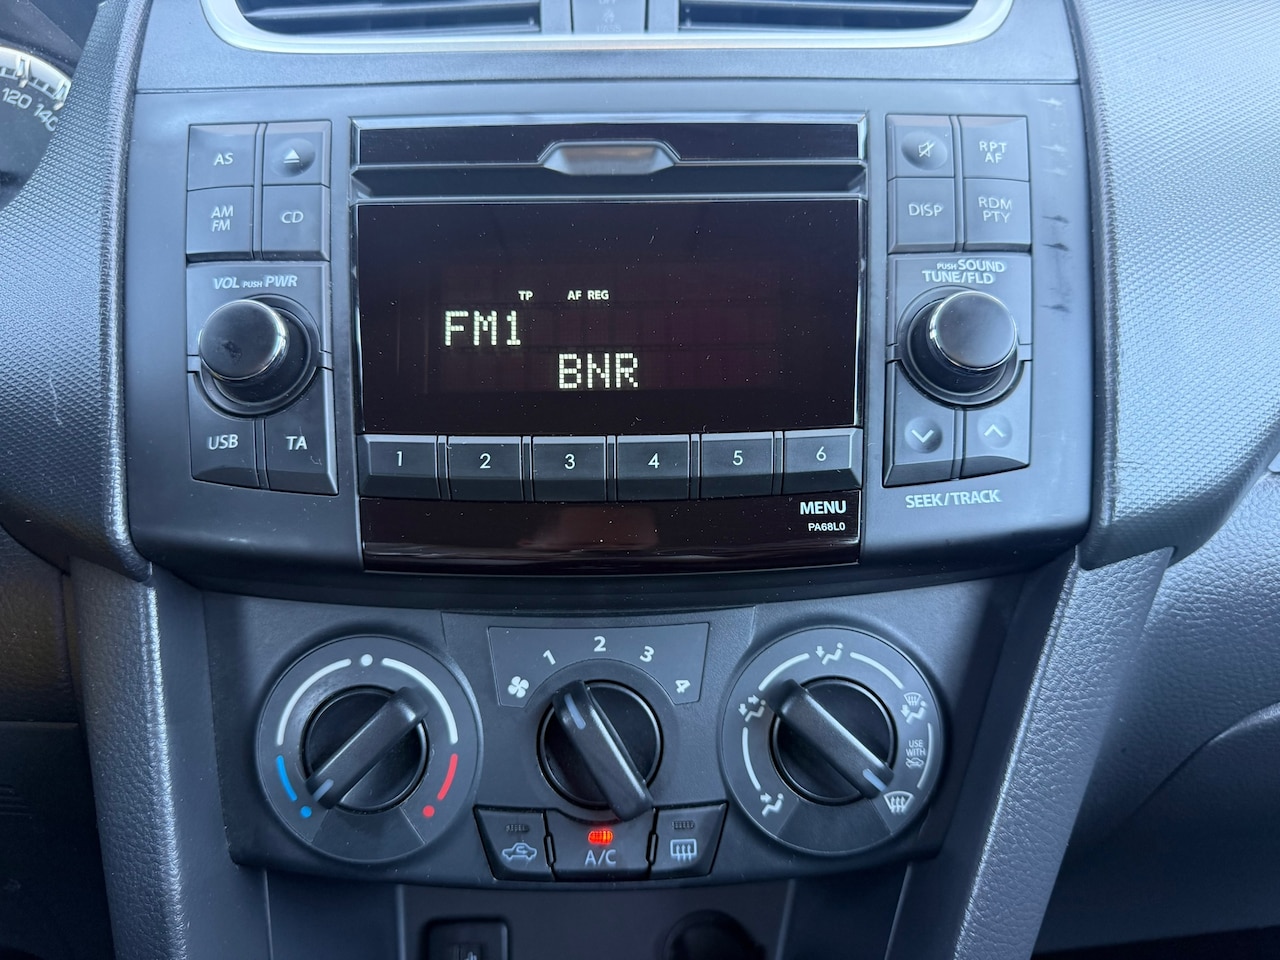 120
140
AS
AM
FM
CD
VOL PUSH PWR
USB
TA
TP AF REG
FM1
BNR
1 2 3 4 5 6
MENU
PA68L0
RPT
AF
DISP
RDM
PTY
PUSH SOUND
TUNE/FLD
SEEK/TRACK
1 2 3 4
A/C
USE
WITH